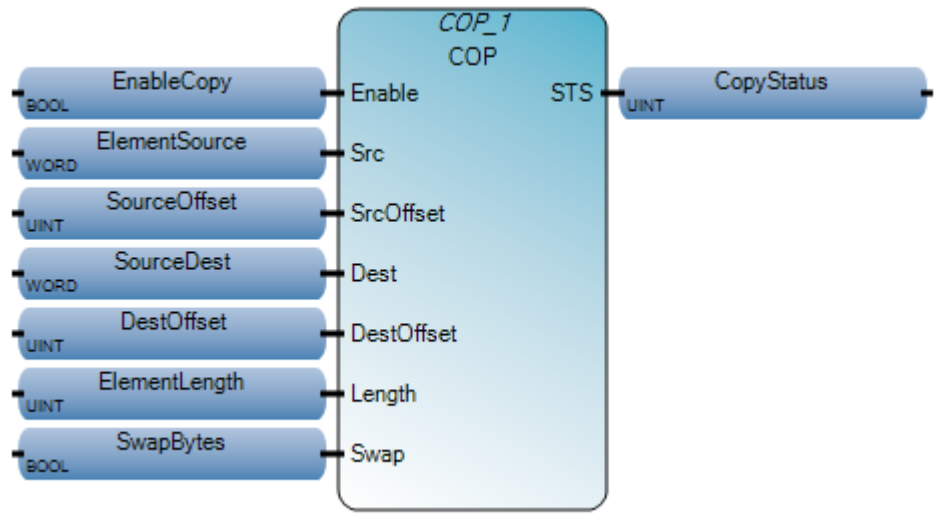 COP_1
COP
EnableCopy
BOOL
Enable
STS
CopyStatus
UINT
ElementSource
WORD
Src
SourceOffset
UINT
SrcOffset
SourceDest
WORD
Dest
DestOffset
UINT
DestOffset
ElementLength
UINT
Length
SwapBytes
BOOL
Swap